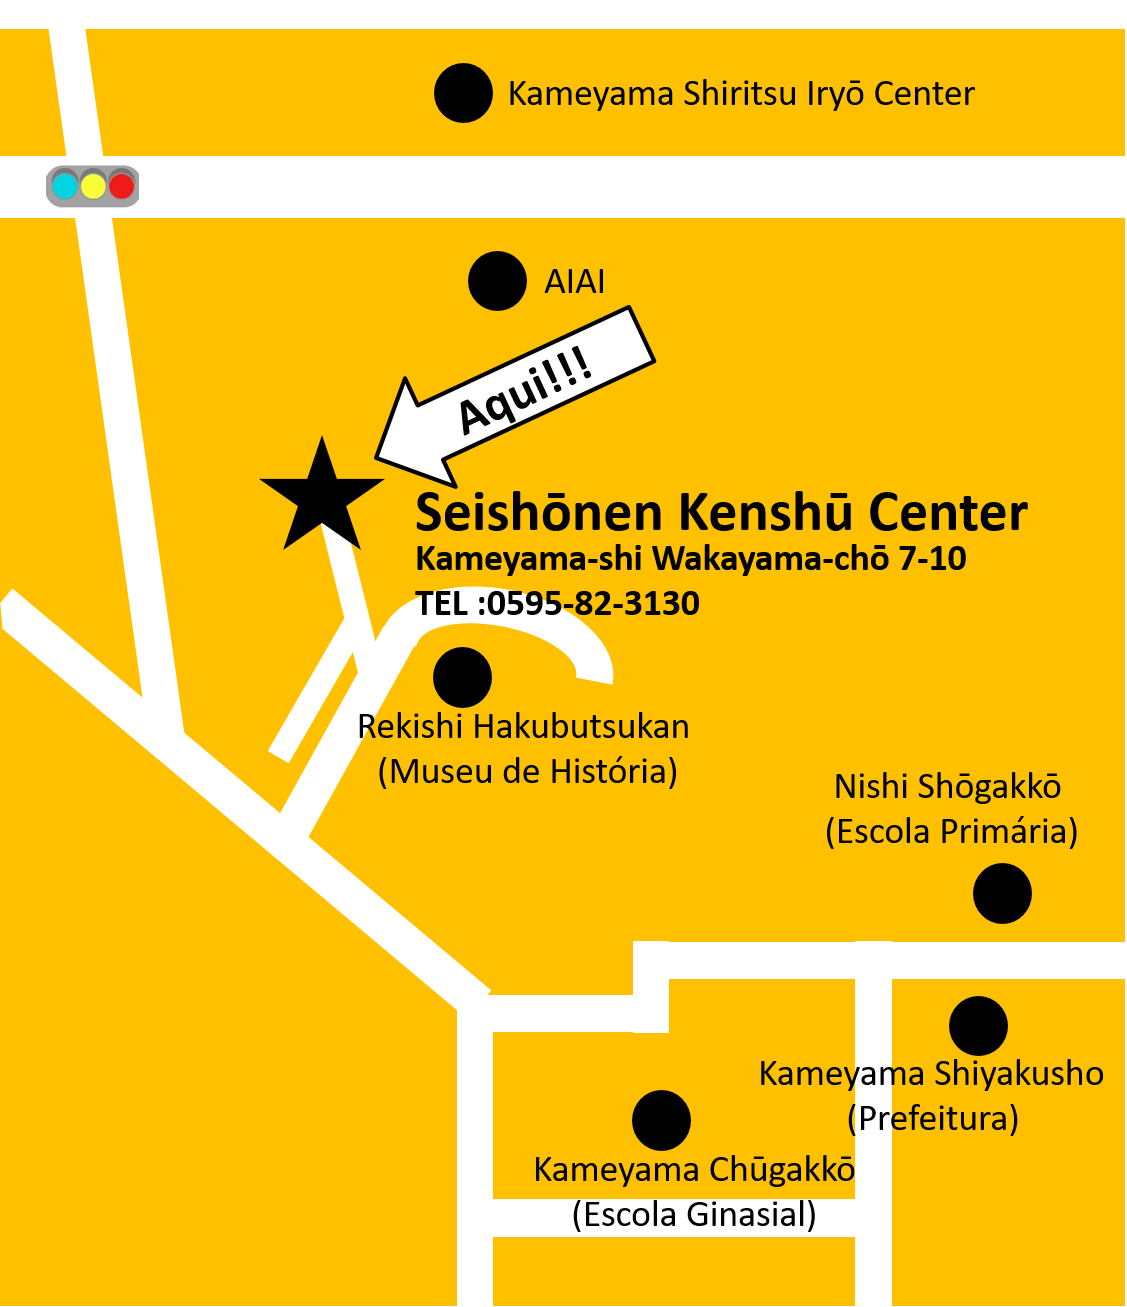 Kameyama Shiritsu Iryō Center
AIAI
Aqui!!!
Seishōnen Kenshū Center
Kameyama-shi Wakayama-chō 7-10
TEL :0595-82-3130
Rekishi Hakubutsukan
(Museu de História)
Nishi Shōgakkō
(Escola Primária)
Kameyama Shiyakusho
(Prefeitura)
Kameyama Chūgakkō
(Escola Ginasial)